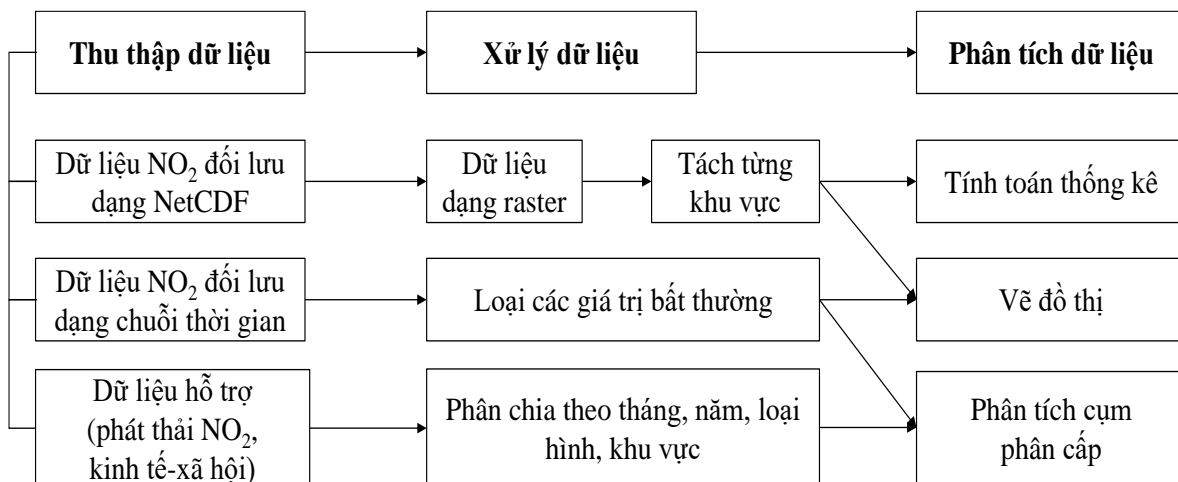 Thu thập dữ liệu
Xử lý dữ liệu
Phân tích dữ liệu
Dữ liệu NO₂ đối lưu
dạng NetCDF
Dữ liệu
dạng raster
Tách từng
khu vực
Tính toán thống kê
Dữ liệu NO₂ đối lưu
dạng chuỗi thời gian
Loại các giá trị bất thường
Vẽ đồ thị
Dữ liệu hỗ trợ
(phát thải NO₂,
kinh tế-xã hội)
Phân chia theo tháng, năm, loại
hình, khu vực
Phân tích cụm
phân cấp